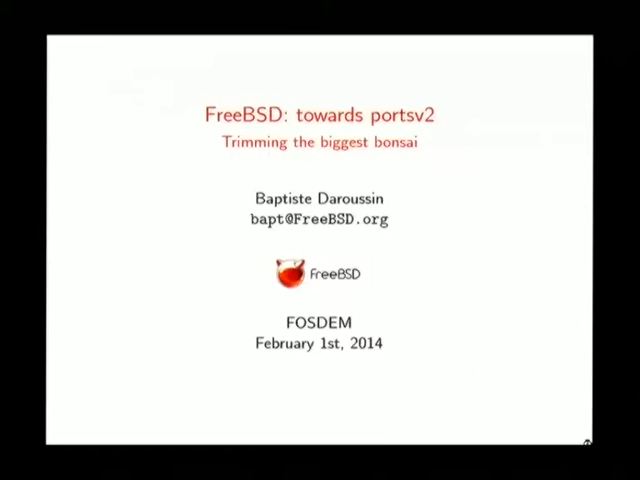 FreeBSD: towards portsv2
Trimming the biggest bonsai
Baptiste Daroussin
bapt@FreeBSD.org
FreeBSD
FOSDEM
February 1st, 2014